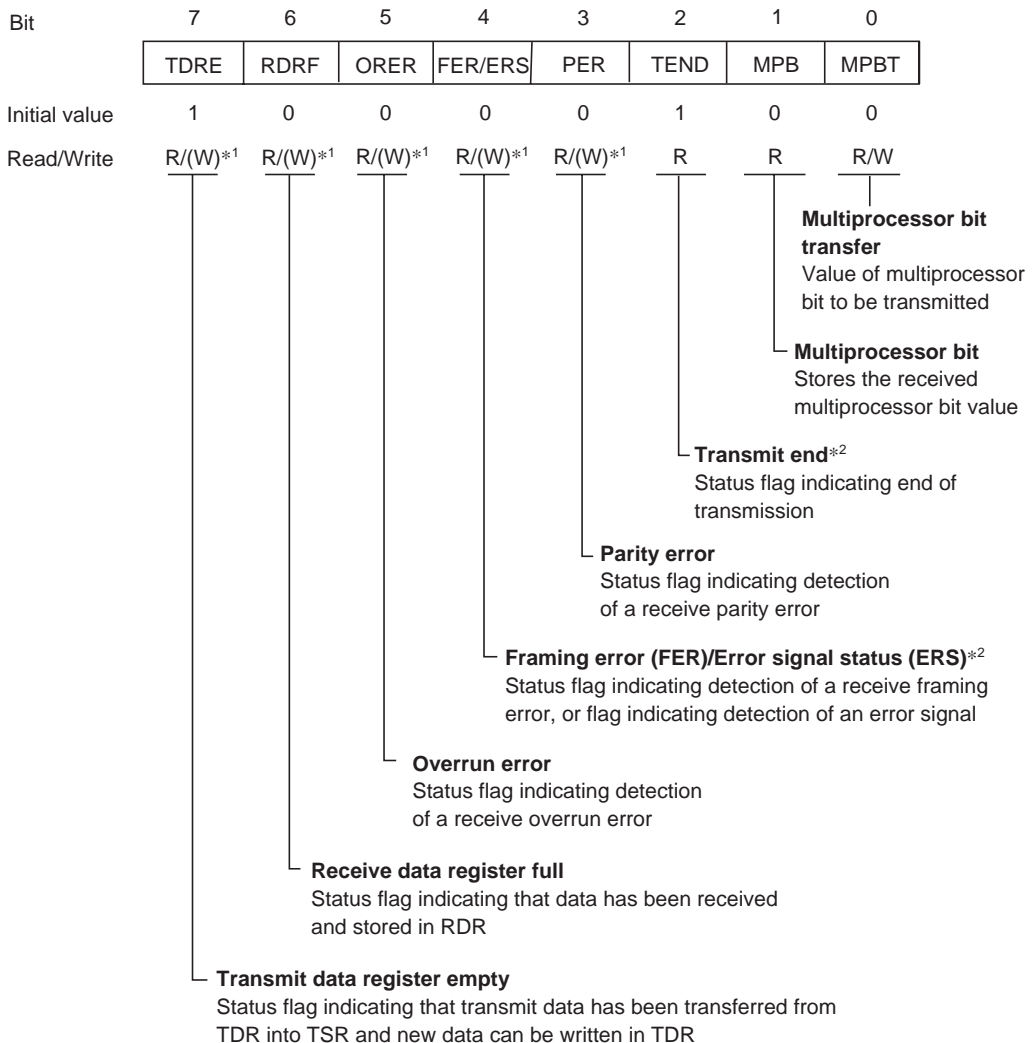 Bit 7 6 5 4 3 2 1 0
TDRE RDRF ORER FER/ERS PER TEND MPB MPBT
Initial value 1 0 0 0 0 1 0 0
Read/Write R/(W)*1 R/(W)*1 R/(W)*1 R/(W)*1 R/(W)*1 R R R/W
Multiprocessor bit
transfer
Value of multiprocessor
bit to be transmitted
Multiprocessor bit
Stores the received
multiprocessor bit value
Transmit end*2
Status flag indicating end of
transmission
Parity error
Status flag indicating detection
of a receive parity error
Framing error (FER)/Error signal status (ERS)*2
Status flag indicating detection of a receive framing
error, or flag indicating detection of an error signal
Overrun error
Status flag indicating detection
of a receive overrun error
Receive data register full
Status flag indicating that data has been received
and stored in RDR
Transmit data register empty
Status flag indicating that transmit data has been transferred from
TDR into TSR and new data can be written in TDR